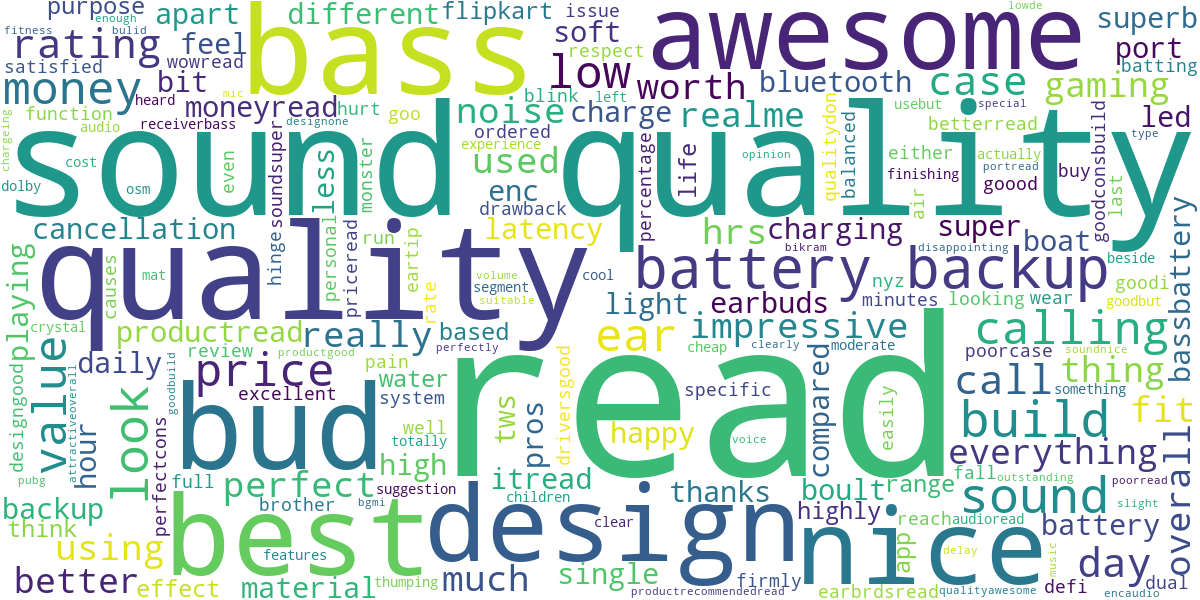 purpose
apart
different
flipkart
issue
lowde
enough
fitness
bulid
rating
feel
bass
soft
awesome
superb
satisfied
wowread
respect
port
money
bit
low
worth
bluetooth
case
gaming
batting
heard
mic
blink
left
function
moneyread
hurt
goo
noise
charge
realme
usebut
special
led
audio
receiverbass
designone
ordered
betterread
type
chargeing
sound quality
experience
qualitydon
balanced
goodconsbuild
cost
even
soundsuper
less
monster
used
percentage
life
opinion
either
actually
portread
finishing
buy
dolby
osm
enc
air
goood
last
drawback
cancellation
hinge
personal
run
latency
hrs
charging
super
boat
bassbattery
quality
priceread
eartip
bikram
disappointing
beside
designgoodplaying
causes
mat
rate
volume
cool
battery
backup
segment
suitable
light
earbuds
nyz
minutes
looking
wear
goodi
goodbut
crystal
productread
really
based
ear
impressive
calling
perfectly
cheap
clearly
moderate
value
daily
review
productgood
pain
read
compared
poorcase
soundnice
thing
price
excellent
water
system
specific
call
something
look
goodbuild
bud
tws
pros
driversgood
happy
voice
easily
build
fit
hour
attractiveoverall
perfectcons
well
totally
everything
overall
pubg
high
full
perfect
suggestion
itread
children
thanks
boult
range
fall
outstanding
poorread
backup
brother
bgmi
best
design
clear
highly
nice
sound
slight
think
reach
audioread
battery
using
features
app
delay
music
day
better
effect
material
thumping
much
single
firmly
productrecommendedread
earbrdsread
qualityawesome
defi
dual
encaudio